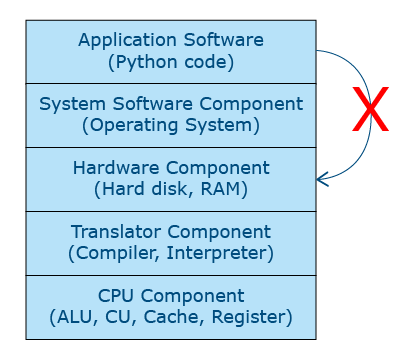 Application Software
(Python code)
System Software Component
(Operating System)
Hardware Component
(Hard disk, RAM)
Translator Component
(Compiler, Interpreter)
CPU Component
(ALU, CU, Cache, Register)
X